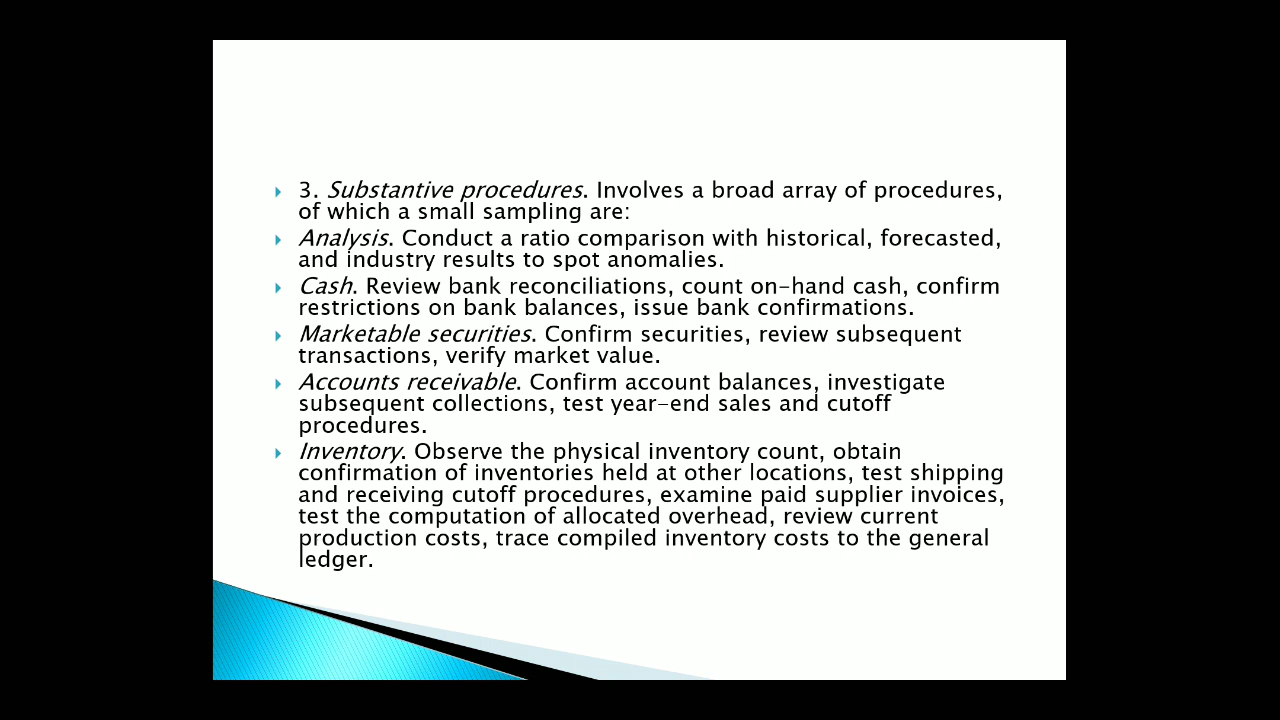 3. Substantive procedures. Involves a broad array of procedures,
of which a small sampling are:
Analysis. Conduct a ratio comparison with historical, forecasted,
and industry results to spot anomalies.
Cash. Review bank reconciliations, count on-hand cash, confirm
restrictions on bank balances, issue bank confirmations.
Marketable securities. Confirm securities, review subsequent
transactions, verify market value.
Accounts receivable. Confirm account balances, investigate
subsequent collections, test year-end sales and cutoff
procedures.
Inventory. Observe the physical inventory count, obtain
confirmation of inventories held at other locations, test shipping
and receiving cutoff procedures, examine paid supplier invoices,
test the computation of allocated overhead, review current
production costs, trace compiled inventory costs to the general
ledger.